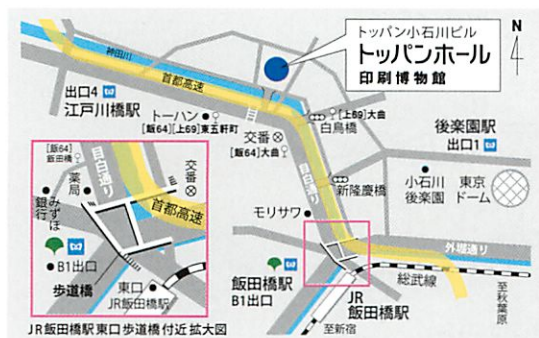 トッパン小石川ビル
トッパンホール
印刷博物館
N
神田川
首都高速
出口4
江戸川橋駅
トーハン
[飯64][上69]東五軒町
交番
[飯64]大曲
[上69]大曲
白鳥橋
後楽園駅
出口1
目白通り
新隆慶橋
小石川
後楽園
東京
ドーム
モリサワ
外堀通り
飯田橋駅
B1出口
総武線
JR
飯田橋駅
至新宿
至秋葉原
[飯64]
飯田橋
薬局
目白通り
交番
みずほ
銀行
首都高速
B1出口
歩道橋
東口
JR飯田橋駅
JR飯田橋駅東口歩道橋付近拡大図